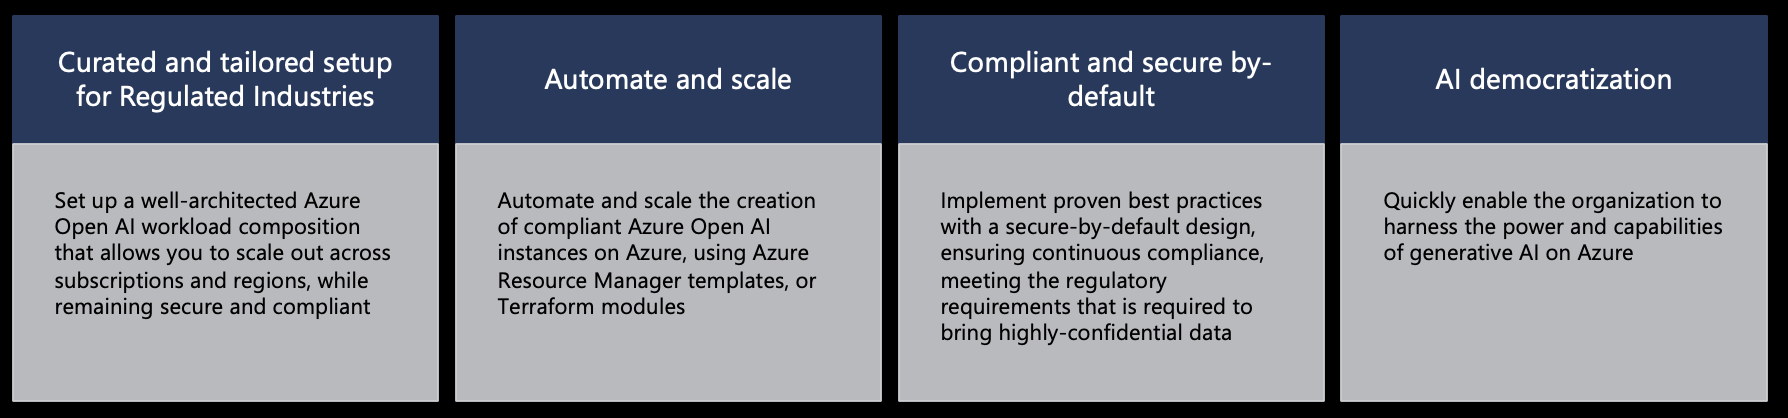 Curated and tailored setup
for Regulated Industries
Set up a well-architected Azure
Open AI workload composition
that allows you to scale out across
subscriptions and regions, while
remaining secure and compliant
Automate and scale
Automate and scale the creation
of compliant Azure Open AI
instances on Azure, using Azure
Resource Manager templates, or
Terraform modules
Compliant and secure by-
default
Implement proven best practices
with a secure-by-default design,
ensuring continuous compliance,
meeting the regulatory
requirements that is required to
bring highly-confidential data
AI democratization
Quickly enable the organization to
harness the power and capabilities
of generative AI on Azure